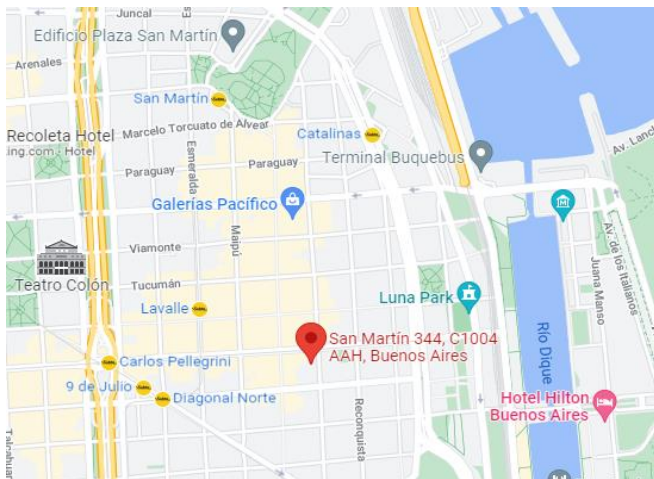 Juncal
Es
Edificio Plaza San Martín
Arenales
San Martín
Marcelo Torcuato de Alvear
Recoleta Hotel
ing.com - Hotel
Catalinas
Terminal Buquebus
Av.
Paraguay
Paraguay
Esmeralda
Galerías Pacífico
Maipú
Viamonte
Av. de los Italianos
Juana Manso
Teatro Colón
Tucumán
Luna Park
Lavalle
Río Dique
San Martín 344, C1004
AAH, Buenos Aires
Carlos Pellegrini
9 de Julio
Diagonal Norte
Reconquista
Hotel Hilton
Buenos Aires
Talcahuan